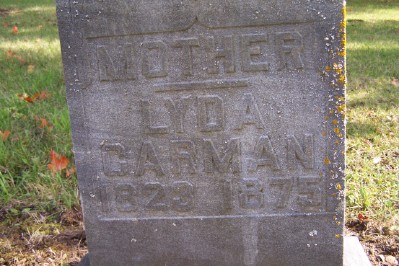 MOTHER
LYDA
CARMAN
1823 1875